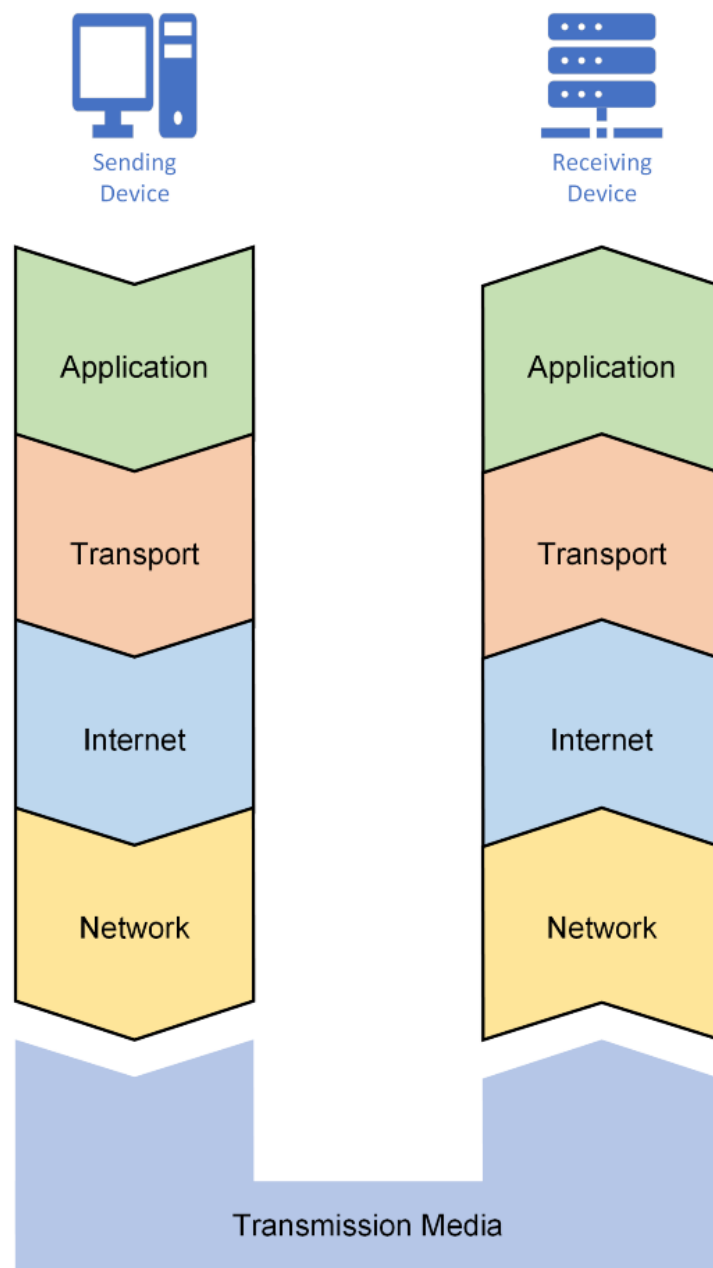 Sending
Device
Receiving
Device
Application
Application
Transport
Transport
Internet
Internet
Network
Network
Transmission Media